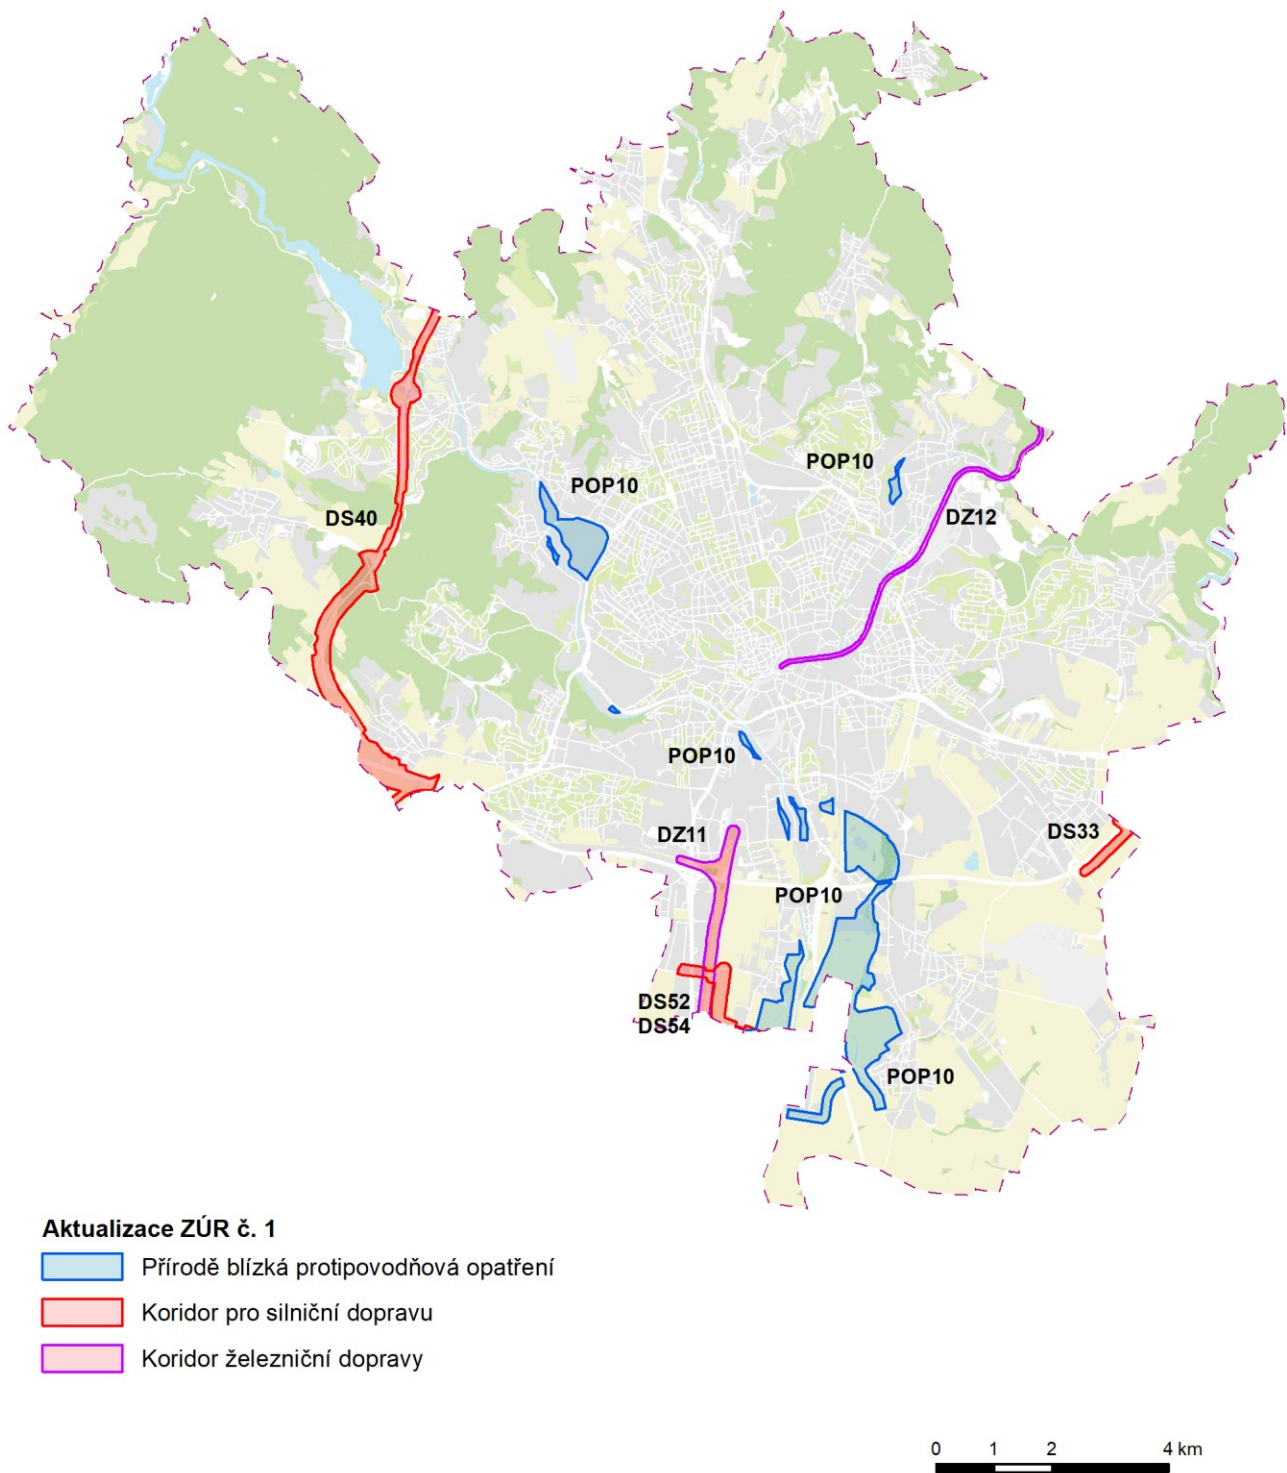 POP10
POP10
DS40
DZ12
POP10
DZ11
DS33
POP10
DS52
DS54
POP10
Aktualizace ZÚR č. 1
Přírodě blízká protipovodňová opatření
Koridor pro silniční dopravu
Koridor železniční dopravy
0 1 2 4 km